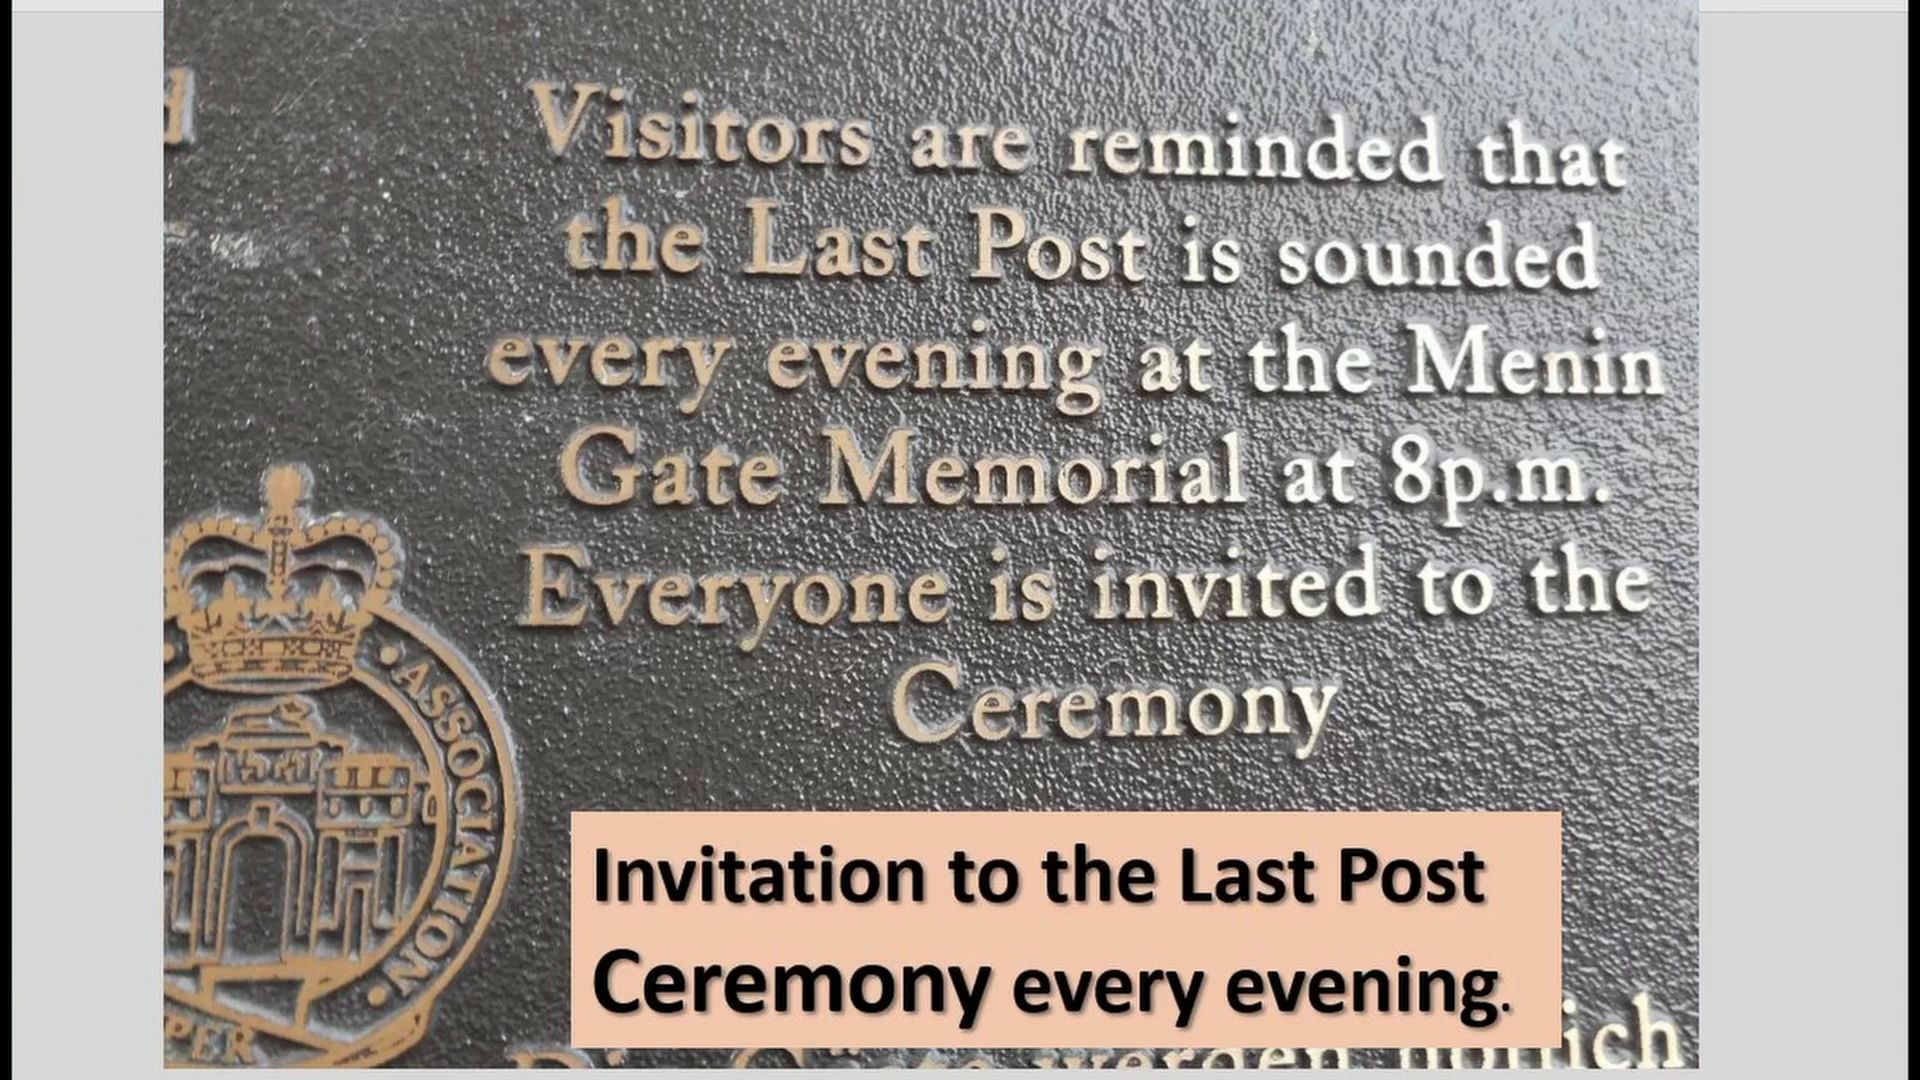 Visitors are reminded that
the Last Post is sounded
every evening at the Menin
Gate Memorial at 8p.m.
Everyone is invited to the
Ceremony
ASSOCIATION
Invitation to the Last Post
Ceremony every evening.
werden